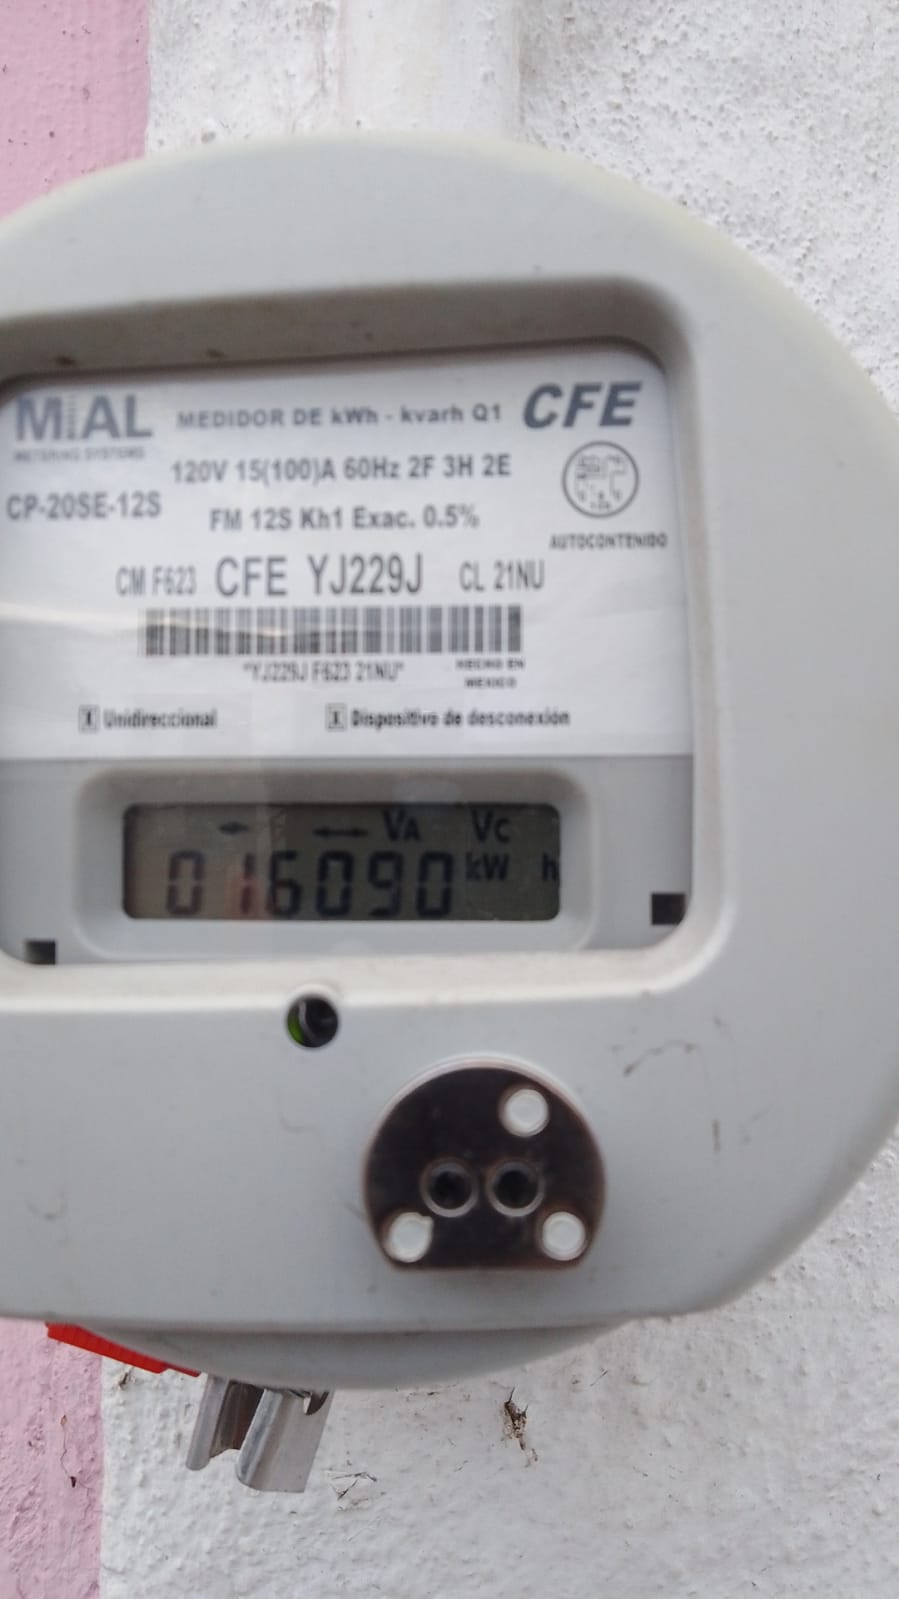 MIAL
METERING SYSTEMS
MEDIDOR DE kWh - kvarh Q1
CFE
120V 15(100)A 60Hz 2F 3H 2E
CP-20SE-12S
FM 12S Kh1 Exac. 0.5%
AUTOCONTENIDO
CM F623 CFE YJ229J CL 21NU
"YJ229J F623 21NU"
HECHO EN
MEXICO
X Unidireccional
X Dispositivo de desconexión
VA VC
016090 kW h